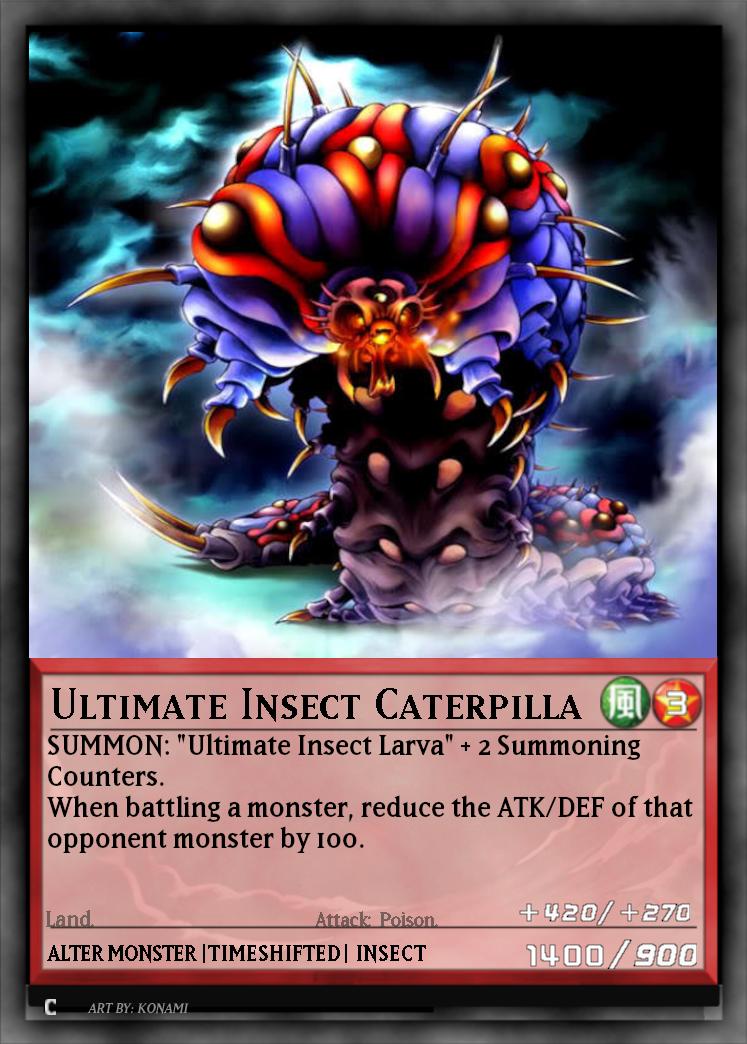 ULTIMATE INSECT CATERPILLA 風 3
SUMMON: "Ultimate Insect Larva" + 2 Summoning
Counters.
When battling a monster, reduce the ATK/DEF of that
opponent monster by 100.
Land. Attack: Poison. +420/ +270
ALTER MONSTER |TIMESHIFTED| INSECT 1400/900
C ART BY: KONAMI